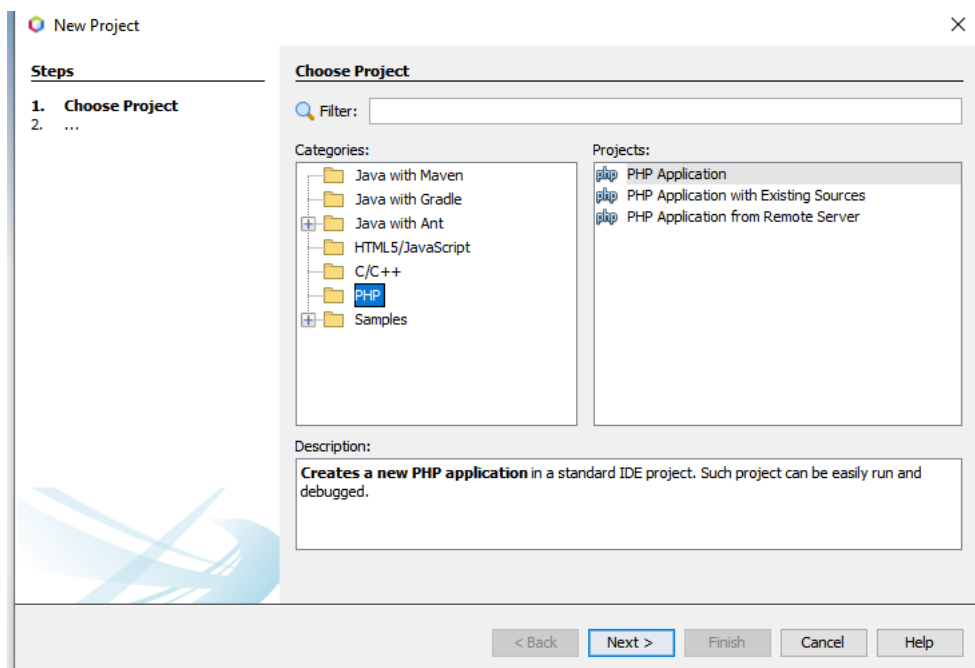 New Project
Steps
1. Choose Project
2. ...
Choose Project
Filter:
Categories:
Java with Maven
Java with Gradle
Java with Ant
HTML5/JavaScript
C/C++
PHP
Samples
Projects:
php PHP Application
php PHP Application with Existing Sources
php PHP Application from Remote Server
Description:
Creates a new PHP application in a standard IDE project. Such project can be easily run and
debugged.
< Back Next > Finish Cancel Help